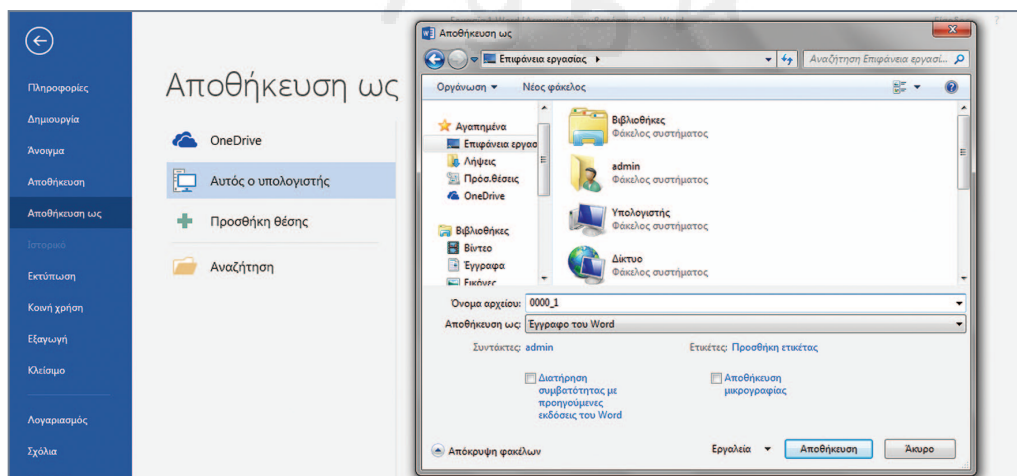 Πληροφορίες
Δημιουργία
Άνοιγμα
Αποθήκευση
Αποθήκευση ως
Ιστορικό
Εκτύπωση
Κοινή χρήση
Εξαγωγή
Κλείσιμο
Λογαριασμός
Σχόλια
Αποθήκευση ως
OneDrive
Αυτός ο υπολογιστής
Προσθήκη θέσης
Αναζήτηση
?
Αποθήκευση ως
Επιφάνεια εργασίας
Αναζήτηση Επιφάνεια εργασί...
Οργάνωση
Νέος φάκελος
Αγαπημένα
Επιφάνεια εργασ
Λήψεις
Πρόσ.θέσεις
OneDrive
Βιβλιοθήκες
Βίντεο
Έγγραφα
Εικόνες
Βιβλιοθήκες
Φάκελος συστήματος
admin
Φάκελος συστήματος
Υπολογιστής
Φάκελος συστήματος
Δίκτυο
Φάκελος συστήματος
Όνομα αρχείου: 0000_1
Αποθήκευση ως: Έγγραφο του Word
Συντάκτες: admin
Ετικέτες: Προσθήκη ετικέτας
Διατήρηση
συμβατότητας με
προηγούμενες
εκδόσεις του Word
Αποθήκευση
μικρογραφίας
Απόκρυψη φακέλων
Εργαλεία
Αποθήκευση
Άκυρο